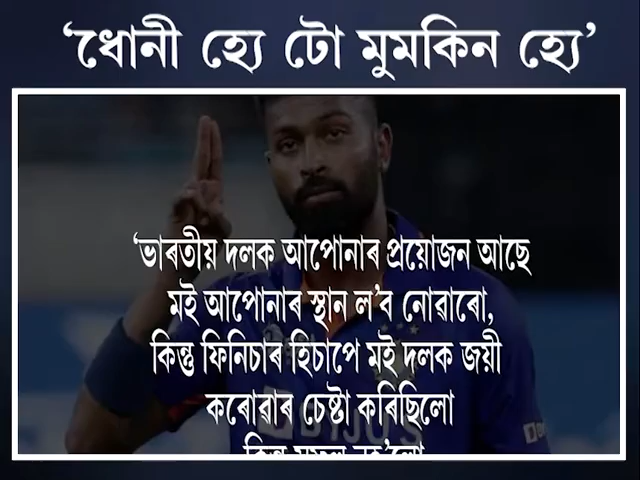 ‘ধোনী হ্যে টো মুমকিন হ্যে’
‘ভাৰতীয় দলক আপোনাৰ প্ৰয়োজন আছে
মই আপোনাৰ স্থান ল’ব নোৱাৰো,
কিন্তু ফিনিচাৰ হিচাপে মই দলক জয়ী
কৰোৱাৰ চেষ্টা কৰিছিলো